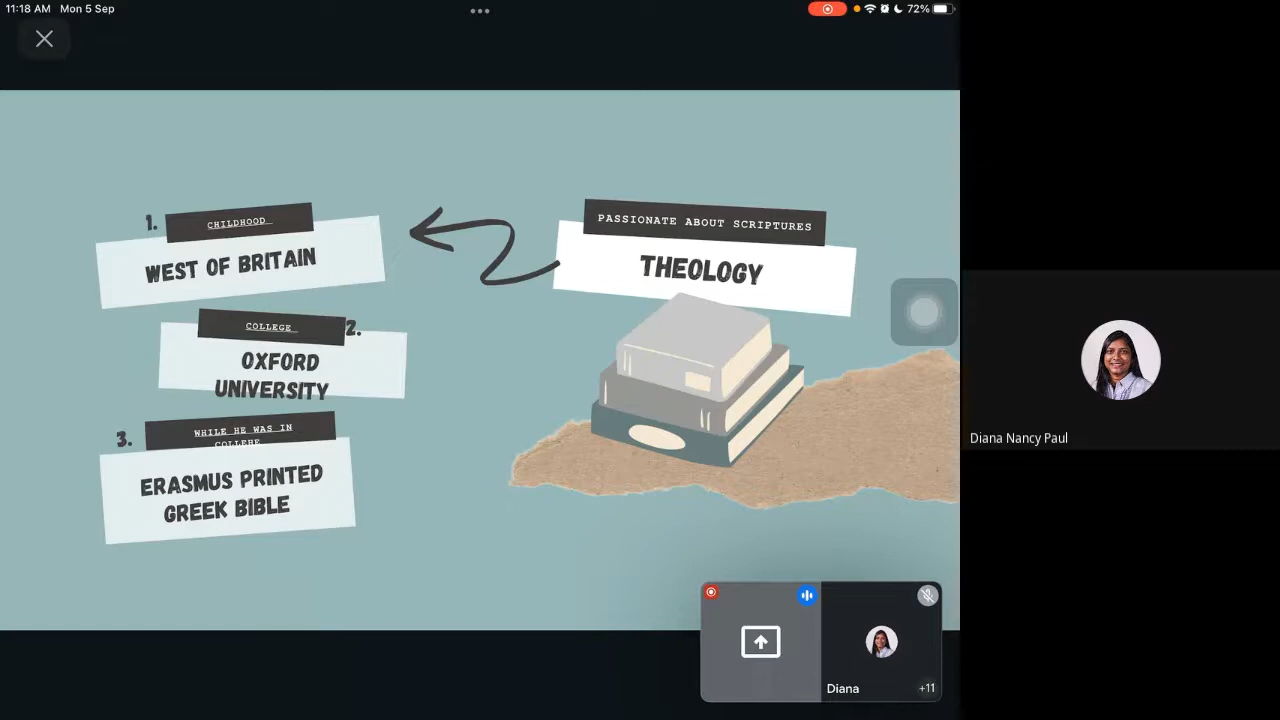 11:18 AM Mon 5 Sep
72%
1.
CHILDHOOD
WEST OF BRITAIN
PASSIONATE ABOUT SCRIPTURES
THEOLOGY
COLLEGE
2.
OXFORD
UNIVERSITY
3.
WHILE HE WAS IN
COLLEHE
ERASMUS PRINTED
GREEK BIBLE
Diana Nancy Paul
Diana
+11